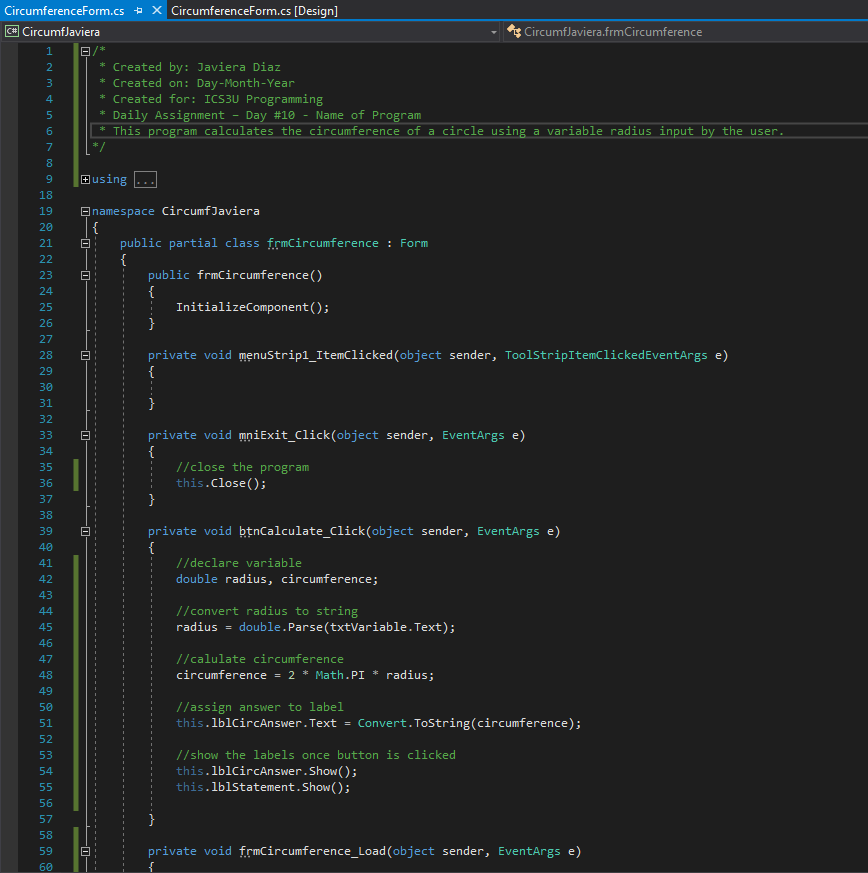 CircumferenceForm.cs CircumferenceForm.cs [Design]
C# CircumfJaviera CircumfJaviera.frmCircumference
1 /*
2  * Created by: Javiera Diaz
3  * Created on: Day-Month-Year
4  * Created for: ICS3U Programming
5  * Daily Assignment – Day #10 - Name of Program
6  * This program calculates the circumference of a circle using a variable radius input by the user.
7 */
8
9 using ...
18
19 namespace CircumfJaviera
20 {
21     public partial class frmCircumference : Form
22     {
23         public frmCircumference()
24         {
25             InitializeComponent();
26         }
27
28         private void menuStrip1_ItemClicked(object sender, ToolStripItemClickedEventArgs e)
29         {
30
31         }
32
33         private void mniExit_Click(object sender, EventArgs e)
34         {
35             //close the program
36             this.Close();
37         }
38
39         private void btnCalculate_Click(object sender, EventArgs e)
40         {
41             //declare variable
42             double radius, circumference;
43
44             //convert radius to string
45             radius = double.Parse(txtVariable.Text);
46
47             //calulate circumference
48             circumference = 2 * Math.PI * radius;
49
50             //assign answer to label
51             this.lblCircAnswer.Text = Convert.ToString(circumference);
52
53             //show the labels once button is clicked
54             this.lblCircAnswer.Show();
55             this.lblStatement.Show();
56
57         }
58
59         private void frmCircumference_Load(object sender, EventArgs e)
60         {